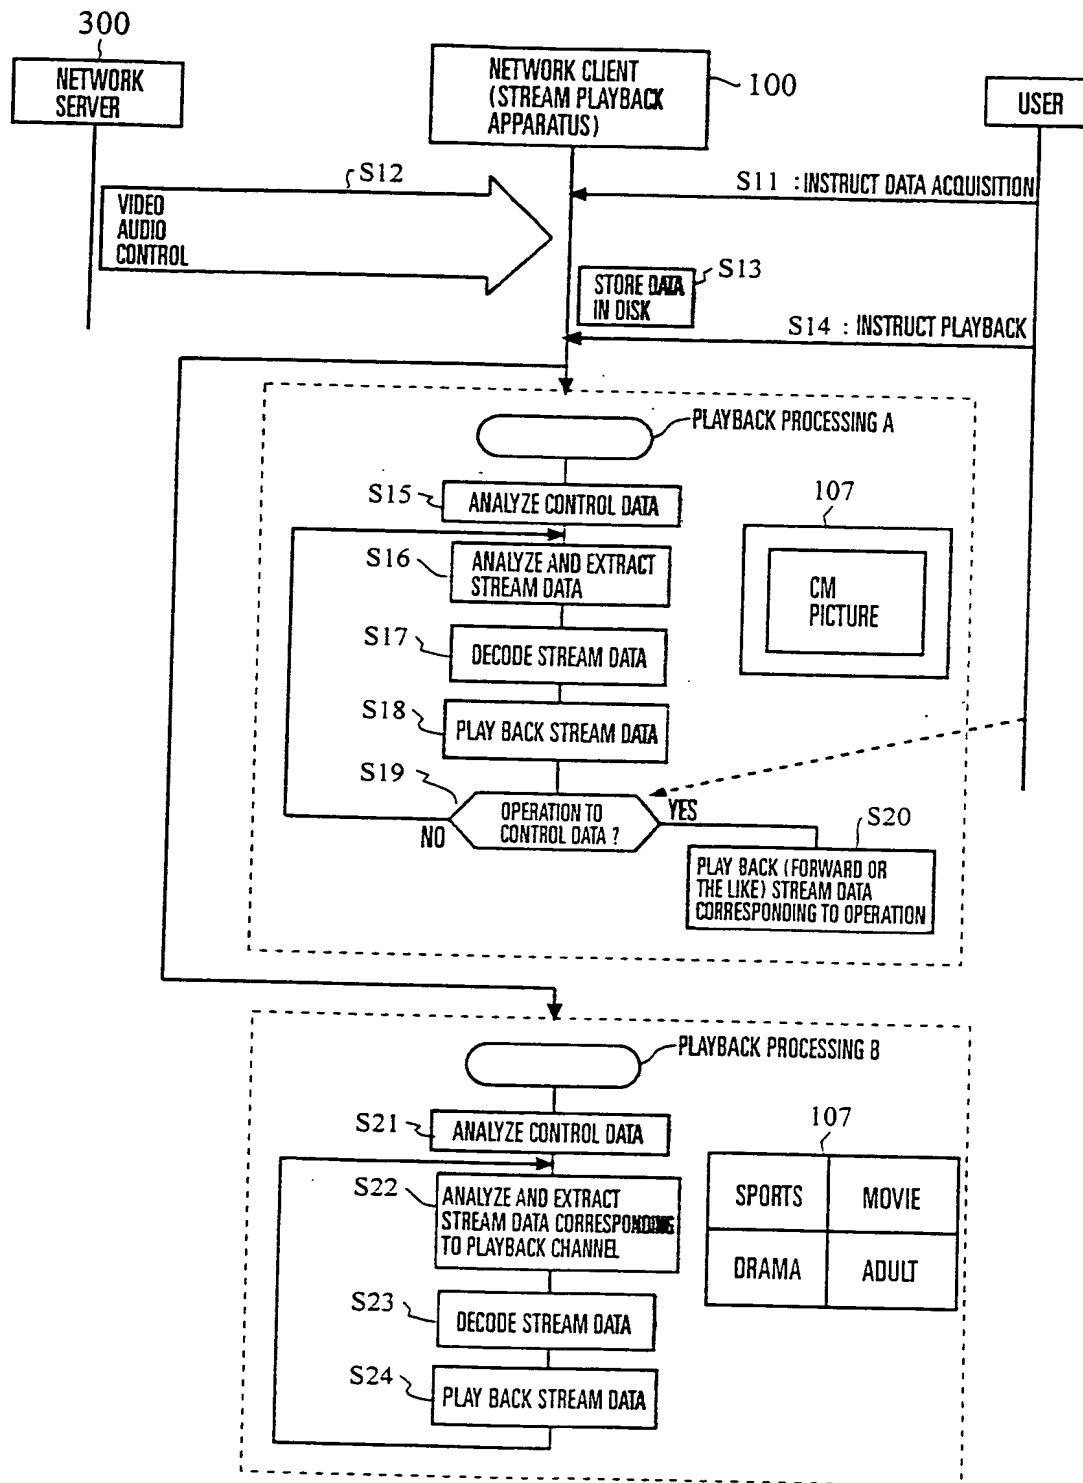 300
NETWORK
SERVER
NETWORK CLIENT
(STREAM PLAYBACK
APPARATUS)
100
USER
S12
VIDEO
AUDIO
CONTROL
S11 : INSTRUCT DATA ACQUISITION
STORE DATA
IN DISK
S13
S14 : INSTRUCT PLAYBACK
PLAYBACK PROCESSING A
S15
ANALYZE CONTROL DATA
S16
ANALYZE AND EXTRACT
STREAM DATA
S17
DECODE STREAM DATA
S18
PLAY BACK STREAM DATA
S19
OPERATION TO
CONTROL DATA ?
NO
YES
107
CM
PICTURE
S20
PLAY BACK (FORWARD OR
THE LIKE) STREAM DATA
CORRESPONDING TO OPERATION
PLAYBACK PROCESSING B
S21
ANALYZE CONTROL DATA
S22
ANALYZE AND EXTRACT
STREAM DATA CORRESPONDING
TO PLAYBACK CHANNEL
S23
DECODE STREAM DATA
S24
PLAY BACK STREAM DATA
107
SPORTS
MOVIE
DRAMA
ADULT